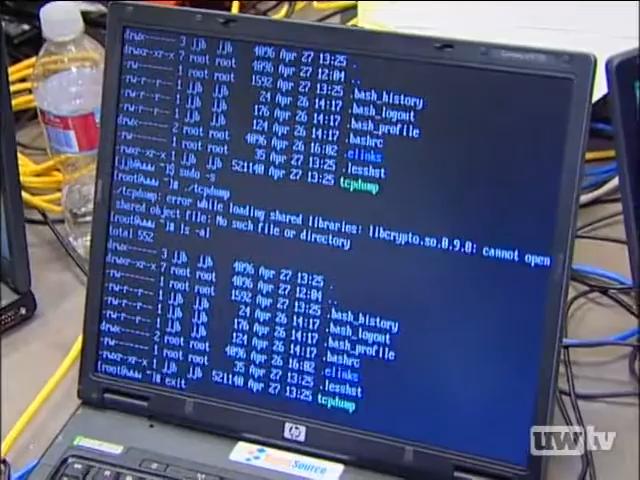 drwx------ 3 jjb jjb 4096 Apr 27 13:25 .
drwxr-xr-x 7 root root 4096 Apr 27 12:04 ..
-rw------- 1 root root 1592 Apr 27 13:25 .bash_history
-rw-r--r-- 1 jjb jjb 24 Apr 26 14:17 .bash_logout
-rw-r--r-- 1 jjb jjb 176 Apr 26 14:17 .bash_profile
-rw-r--r-- 1 jjb jjb 124 Apr 26 14:17 .bashrc
drwx------ 2 root root 4096 Apr 26 16:02 .elinks
-rw------- 1 root root 35 Apr 27 13:25 .lesshst
-rwxr-xr-x 1 jjb jjb 521140 Apr 27 13:25 tcpdump
[jjb@www ~]$ sudo -s
[root@www ~]# ./tcpdump
./tcpdump: error while loading shared libraries: libcrypto.so.0.9.8: cannot open
shared object file: No such file or directory
[root@www ~]# ls -al
total 552
drwx------ 3 jjb jjb 4096 Apr 27 13:25 .
drwxr-xr-x 7 root root 4096 Apr 27 12:04 ..
-rw------- 1 root root 1592 Apr 27 13:25 .bash_history
-rw-r--r-- 1 jjb jjb 24 Apr 26 14:17 .bash_logout
-rw-r--r-- 1 jjb jjb 176 Apr 26 14:17 .bash_profile
-rw-r--r-- 1 jjb jjb 124 Apr 26 14:17 .bashrc
drwx------ 2 root root 4096 Apr 26 16:02 .elinks
-rw------- 1 root root 35 Apr 27 13:25 .lesshst
-rwxr-xr-x 1 jjb jjb 521140 Apr 27 13:25 tcpdump
[root@www ~]# exit
hp
Source
uwtv